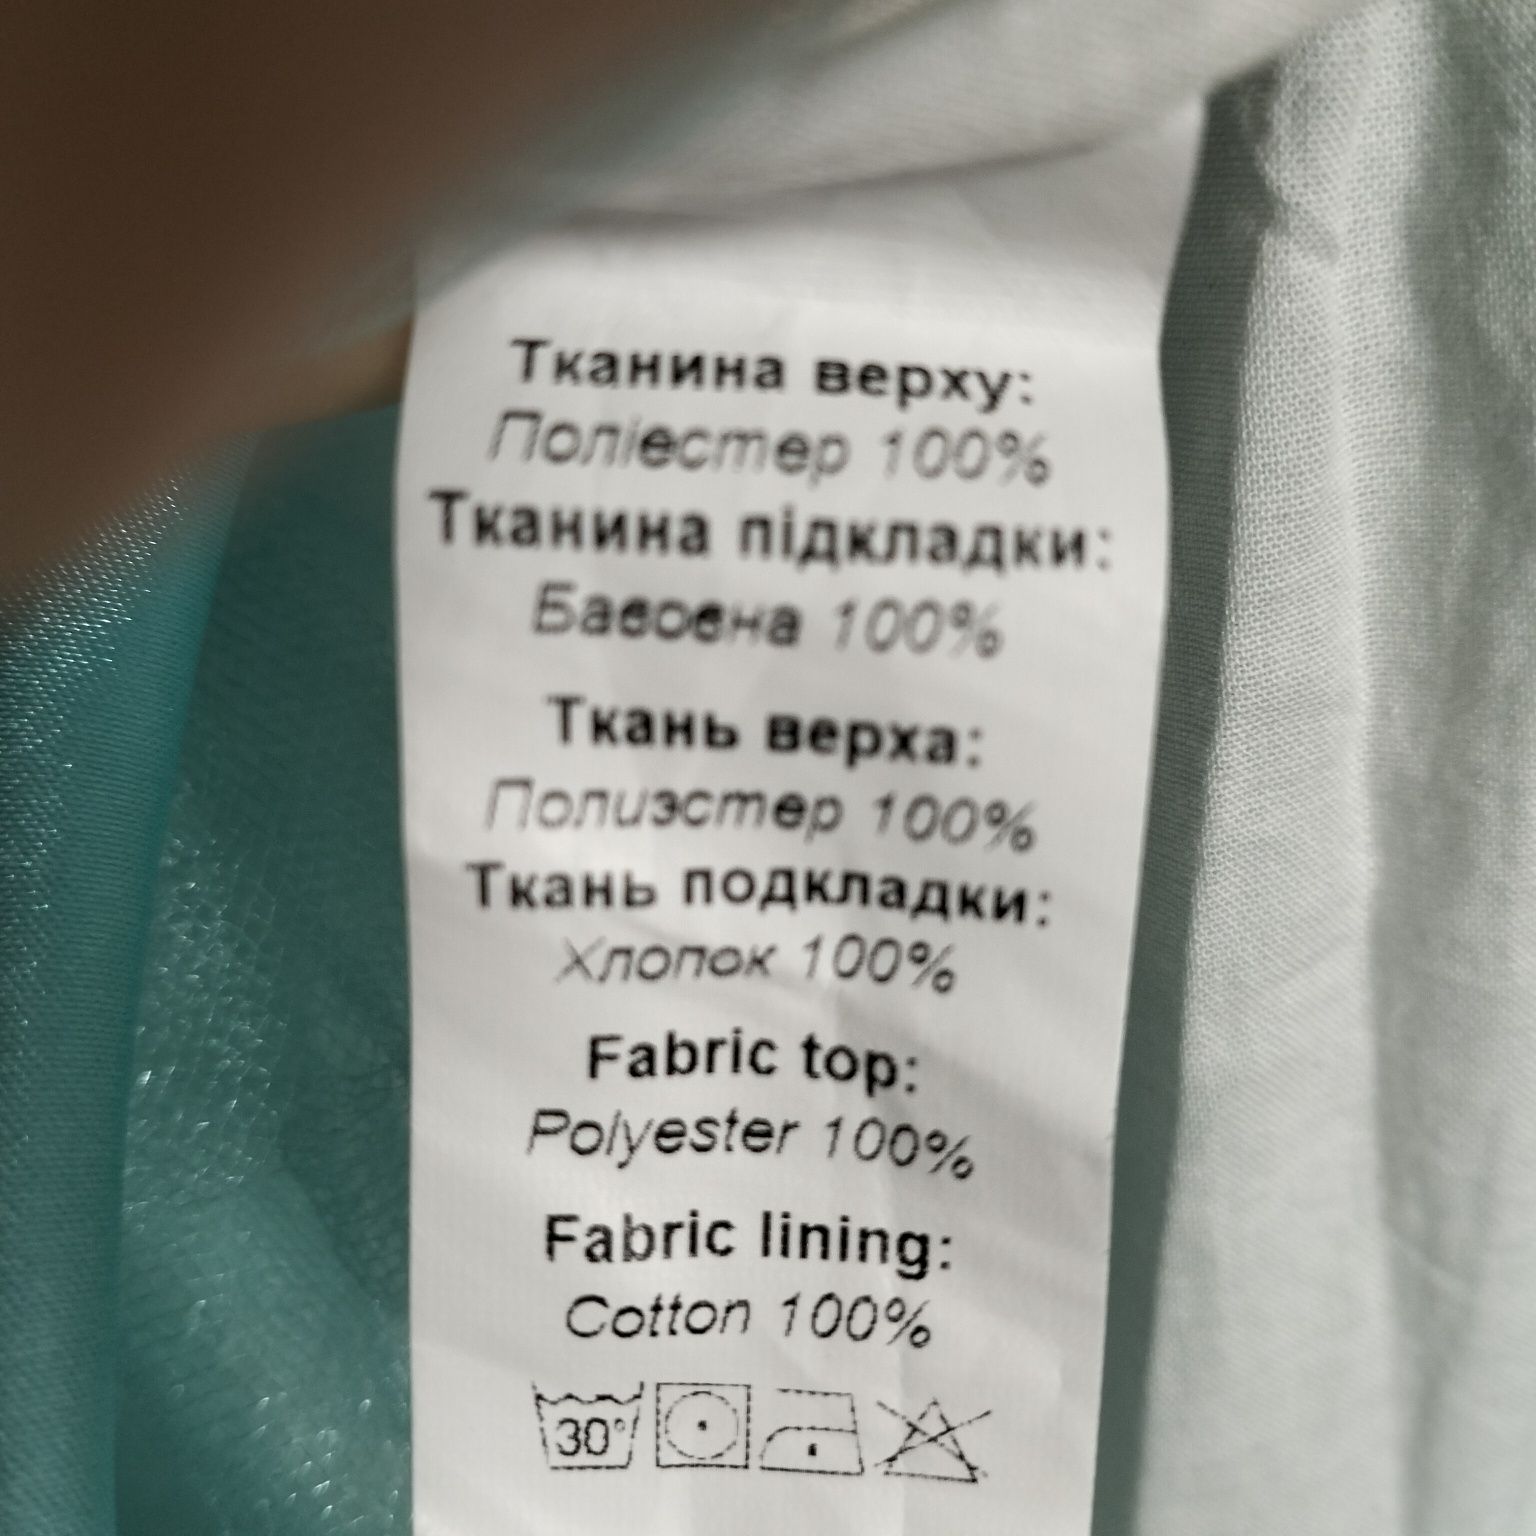 Тканина верху:
Поліестер 100%
Тканина підкладки:
Бавовна 100%
Ткань верха:
Полиэстер 100%
Ткань подкладки:
Хлопок 100%
Fabric top:
Polyester 100%
Fabric lining:
Cotton 100%
30°